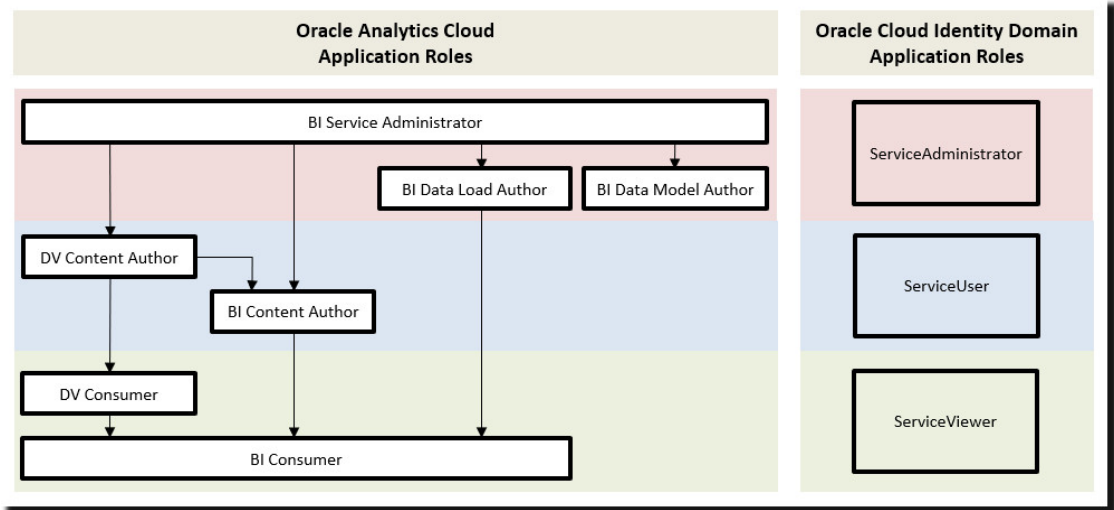 Oracle Analytics Cloud
Application Roles
Oracle Cloud Identity Domain
Application Roles
BI Service Administrator
ServiceAdministrator
BI Data Load Author
BI Data Model Author
DV Content Author
ServiceUser
BI Content Author
DV Consumer
ServiceViewer
BI Consumer